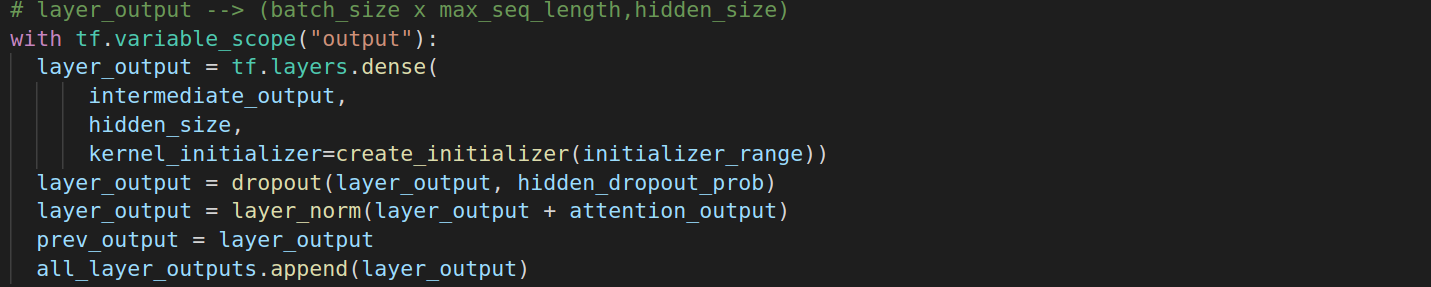 # layer_output --> (batch_size x max_seq_length,hidden_size)
with tf.variable_scope("output"):
  layer_output = tf.layers.dense(
      intermediate_output,
      hidden_size,
      kernel_initializer=create_initializer(initializer_range))
  layer_output = dropout(layer_output, hidden_dropout_prob)
  layer_output = layer_norm(layer_output + attention_output)
  prev_output = layer_output
  all_layer_outputs.append(layer_output)